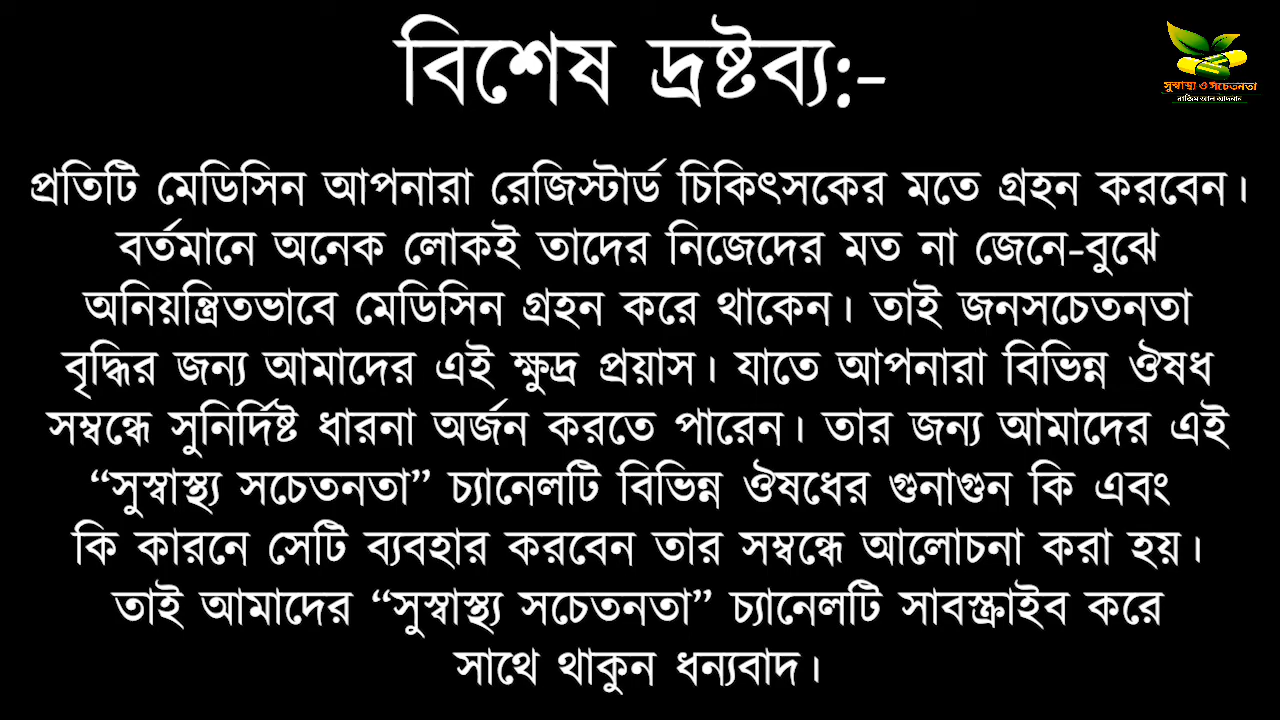 বিশেষ দ্রষ্টব্য:-
সুস্বাস্থ্য ও সচেতনতা
প্রতিটি মেডিসিন আপনারা রেজিস্টার্ড চিকিৎসকের মতে গ্রহন করবেন।
বর্তমানে অনেক লোকই তাদের নিজেদের মত না জেনে-বুঝে
অনিয়ন্ত্রিতভাবে মেডিসিন গ্রহন করে থাকেন। তাই জনসচেতনতা
বৃদ্ধির জন্য আমাদের এই ক্ষুদ্র প্রয়াস। যাতে আপনারা বিভিন্ন ঔষধ
সম্বন্ধে সুনির্দিষ্ট ধারনা অর্জন করতে পারেন। তার জন্য আমাদের এই
“সুস্বাস্থ্য সচেতনতা” চ্যানেলটি বিভিন্ন ঔষধের গুনাগুন কি এবং
কি কারনে সেটি ব্যবহার করবেন তার সম্বন্ধে আলোচনা করা হয়।
তাই আমাদের “সুস্বাস্থ্য সচেতনতা” চ্যানেলটি সাবস্ক্রাইব করে
সাথে থাকুন ধন্যবাদ।